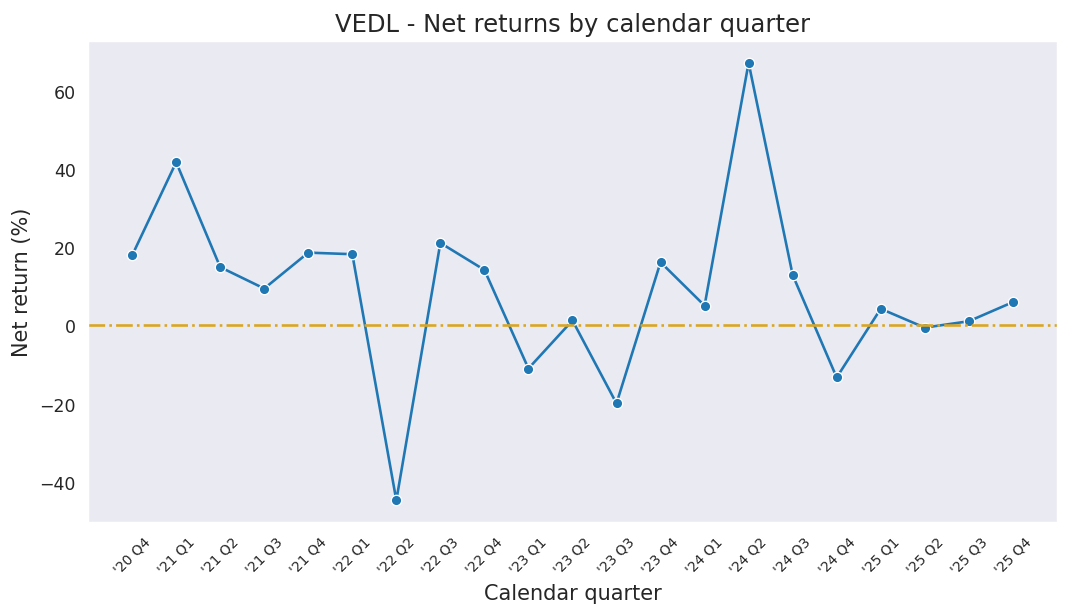 VEDL - Net returns by calendar quarter
Net return (%)
60
40
20
0
−20
−40
'20 Q4
'21 Q1
'21 Q2
'21 Q3
'21 Q4
'22 Q1
'22 Q2
'22 Q3
'22 Q4
'23 Q1
'23 Q2
'23 Q3
'23 Q4
'24 Q1
'24 Q2
'24 Q3
'24 Q4
'25 Q1
'25 Q2
'25 Q3
'25 Q4
Calendar quarter